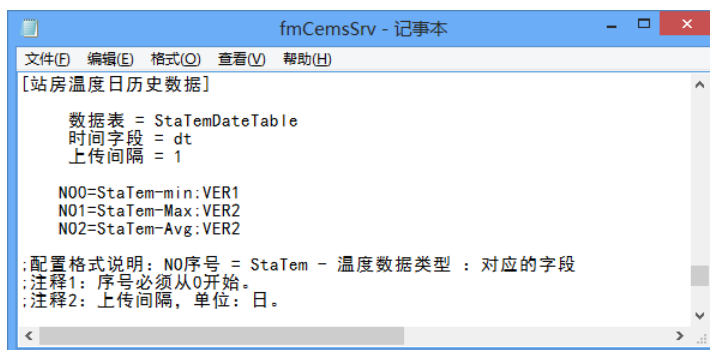 fmCemsSrv - 记事本
文件(F) 编辑(E) 格式(O) 查看(V) 帮助(H)
[站房温度日历史数据]
数据表 = StaTemDateTable
时间字段 = dt
上传间隔 = 1
NO0=StaTem-min:VER1
NO1=StaTem-Max:VER2
NO2=StaTem-Avg:VER2
;配置格式说明: NO序号 = StaTem - 温度数据类型 : 对应的字段
;注释1: 序号必须从0开始。
;注释2: 上传间隔, 单位: 日。